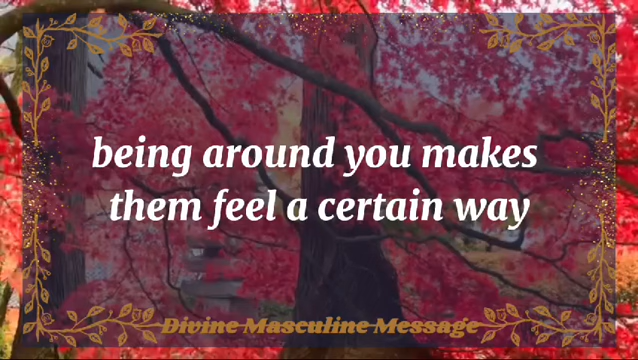 being around you makes
them feel a certain way
Divine Masculine Message